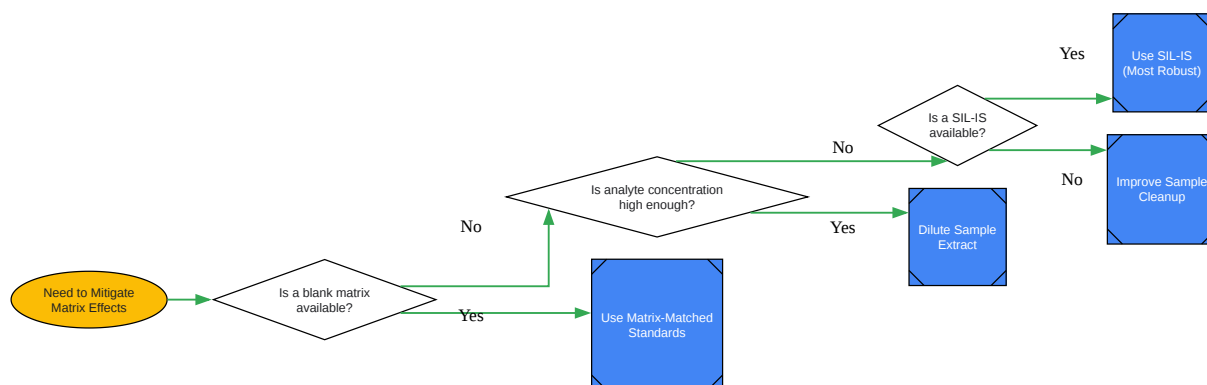 Need to Mitigate
Matrix Effects
Is a blank matrix
available?
No
Yes
Use Matrix-Matched
Standards
Is analyte concentration
high enough?
No
Yes
Dilute Sample
Extract
Is a SIL-IS
available?
Yes
No
Use SIL-IS
(Most Robust)
Improve Sample
Cleanup